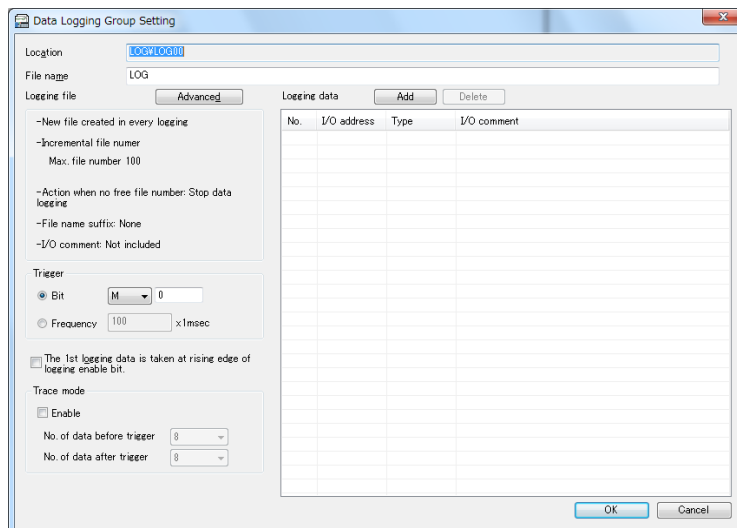 Data Logging Group Setting
x
Location
LOG¥LOG00
File name
LOG
Logging file
Advanced
Logging data
Add
Delete
-New file created in every logging
-Incremental file numer
Max. file number 100
-Action when no free file number: Stop data
logging
-File name suffix: None
-I/O comment: Not included
No. I/O address Type I/O comment
Trigger
Bit
M
0
Frequency
100
x1msec
The 1st logging data is taken at rising edge of
logging enable bit.
Trace mode
Enable
No. of data before trigger
8
No. of data after trigger
8
OK
Cancel